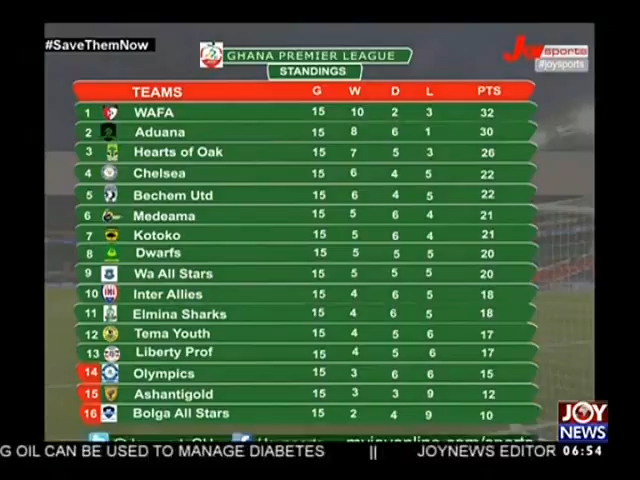 #SaveThemNow
GHANA PREMIER LEAGUE
STANDINGS
Joy sports
#joysports
TEAMS G W D L PTS
1 WAFA 15 10 2 3 32
2 Aduana 15 8 6 1 30
3 Hearts of Oak 15 7 5 3 26
4 Chelsea 15 6 4 5 22
5 Bechem Utd 15 6 4 5 22
6 Medeama 15 5 6 4 21
7 Kotoko 15 5 6 4 21
8 Dwarfs 15 5 5 5 20
9 Wa All Stars 15 5 5 5 20
10 Inter Allies 15 4 6 5 18
11 Elmina Sharks 15 4 6 5 18
12 Tema Youth 15 4 5 6 17
13 Liberty Prof 15 4 5 6 17
14 Olympics 15 3 6 6 15
15 Ashantigold 15 3 3 9 12
16 Bolga All Stars 15 2 4 9 10
JOY
NEWS
G OIL CAN BE USED TO MANAGE DIABETES || JOYNEWS EDITOR 06:54